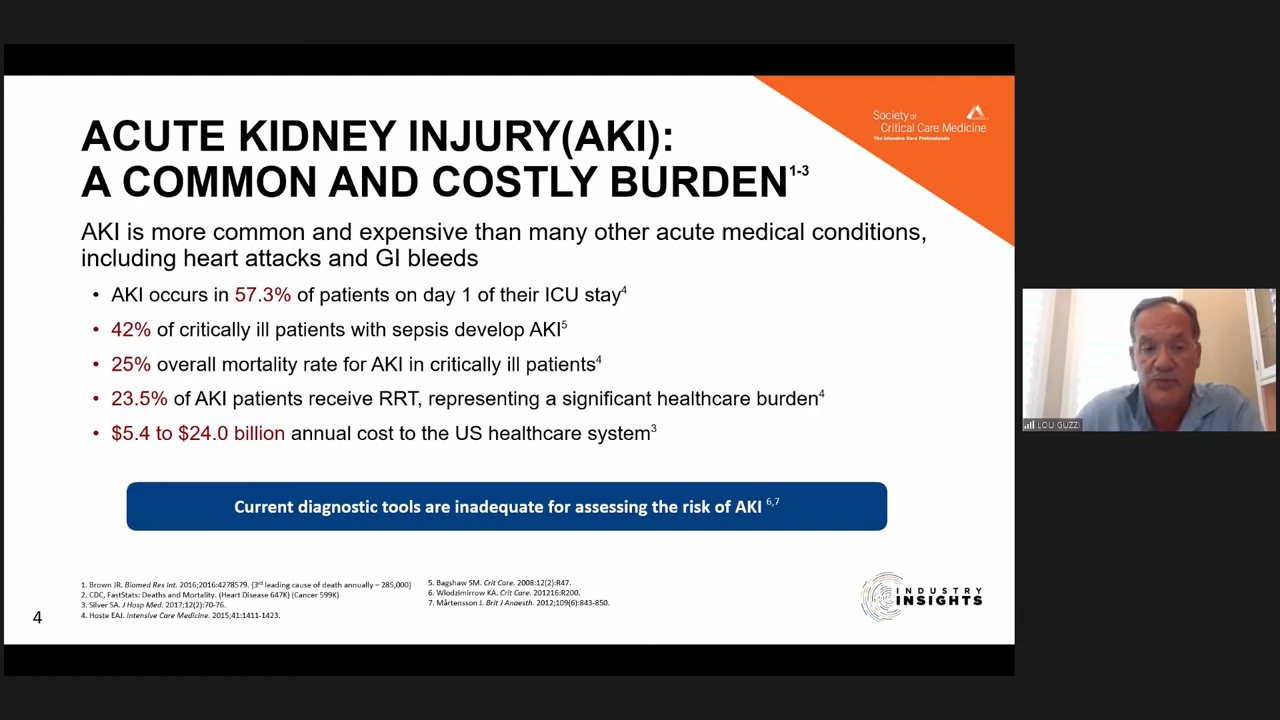 Society of
Critical Care Medicine
The Intensive Care Professionals
ACUTE KIDNEY INJURY(AKI):
A COMMON AND COSTLY BURDEN1-3
AKI is more common and expensive than many other acute medical conditions,
including heart attacks and GI bleeds
• AKI occurs in 57.3% of patients on day 1 of their ICU stay4
• 42% of critically ill patients with sepsis develop AKI5
• 25% overall mortality rate for AKI in critically ill patients4
• 23.5% of AKI patients receive RRT, representing a significant healthcare burden4
• $5.4 to $24.0 billion annual cost to the US healthcare system3
Current diagnostic tools are inadequate for assessing the risk of AKI 6,7
1. Brown JR. Biomed Res Int. 2016;2016:4278579. (3rd leading cause of death annually – 285,000)
2. CDC, FastStats: Deaths and Mortality. (Heart Disease 647K) (Cancer 599K)
3. Silver SA. J Hosp Med. 2017;12(2):70-76.
4. Hoste EAJ. Intensive Care Medicine. 2015;41:1411-1423.
5. Bagshaw SM. Crit Care. 2008:12(2):R47.
6. Wlodzimirrow KA. Crit Care. 201216:R200.
7. Mårtensson J. Brit J Anaesth. 2012;109(6):843-850.
4
INDUSTRY
INSIGHTS
LOU GUZZI